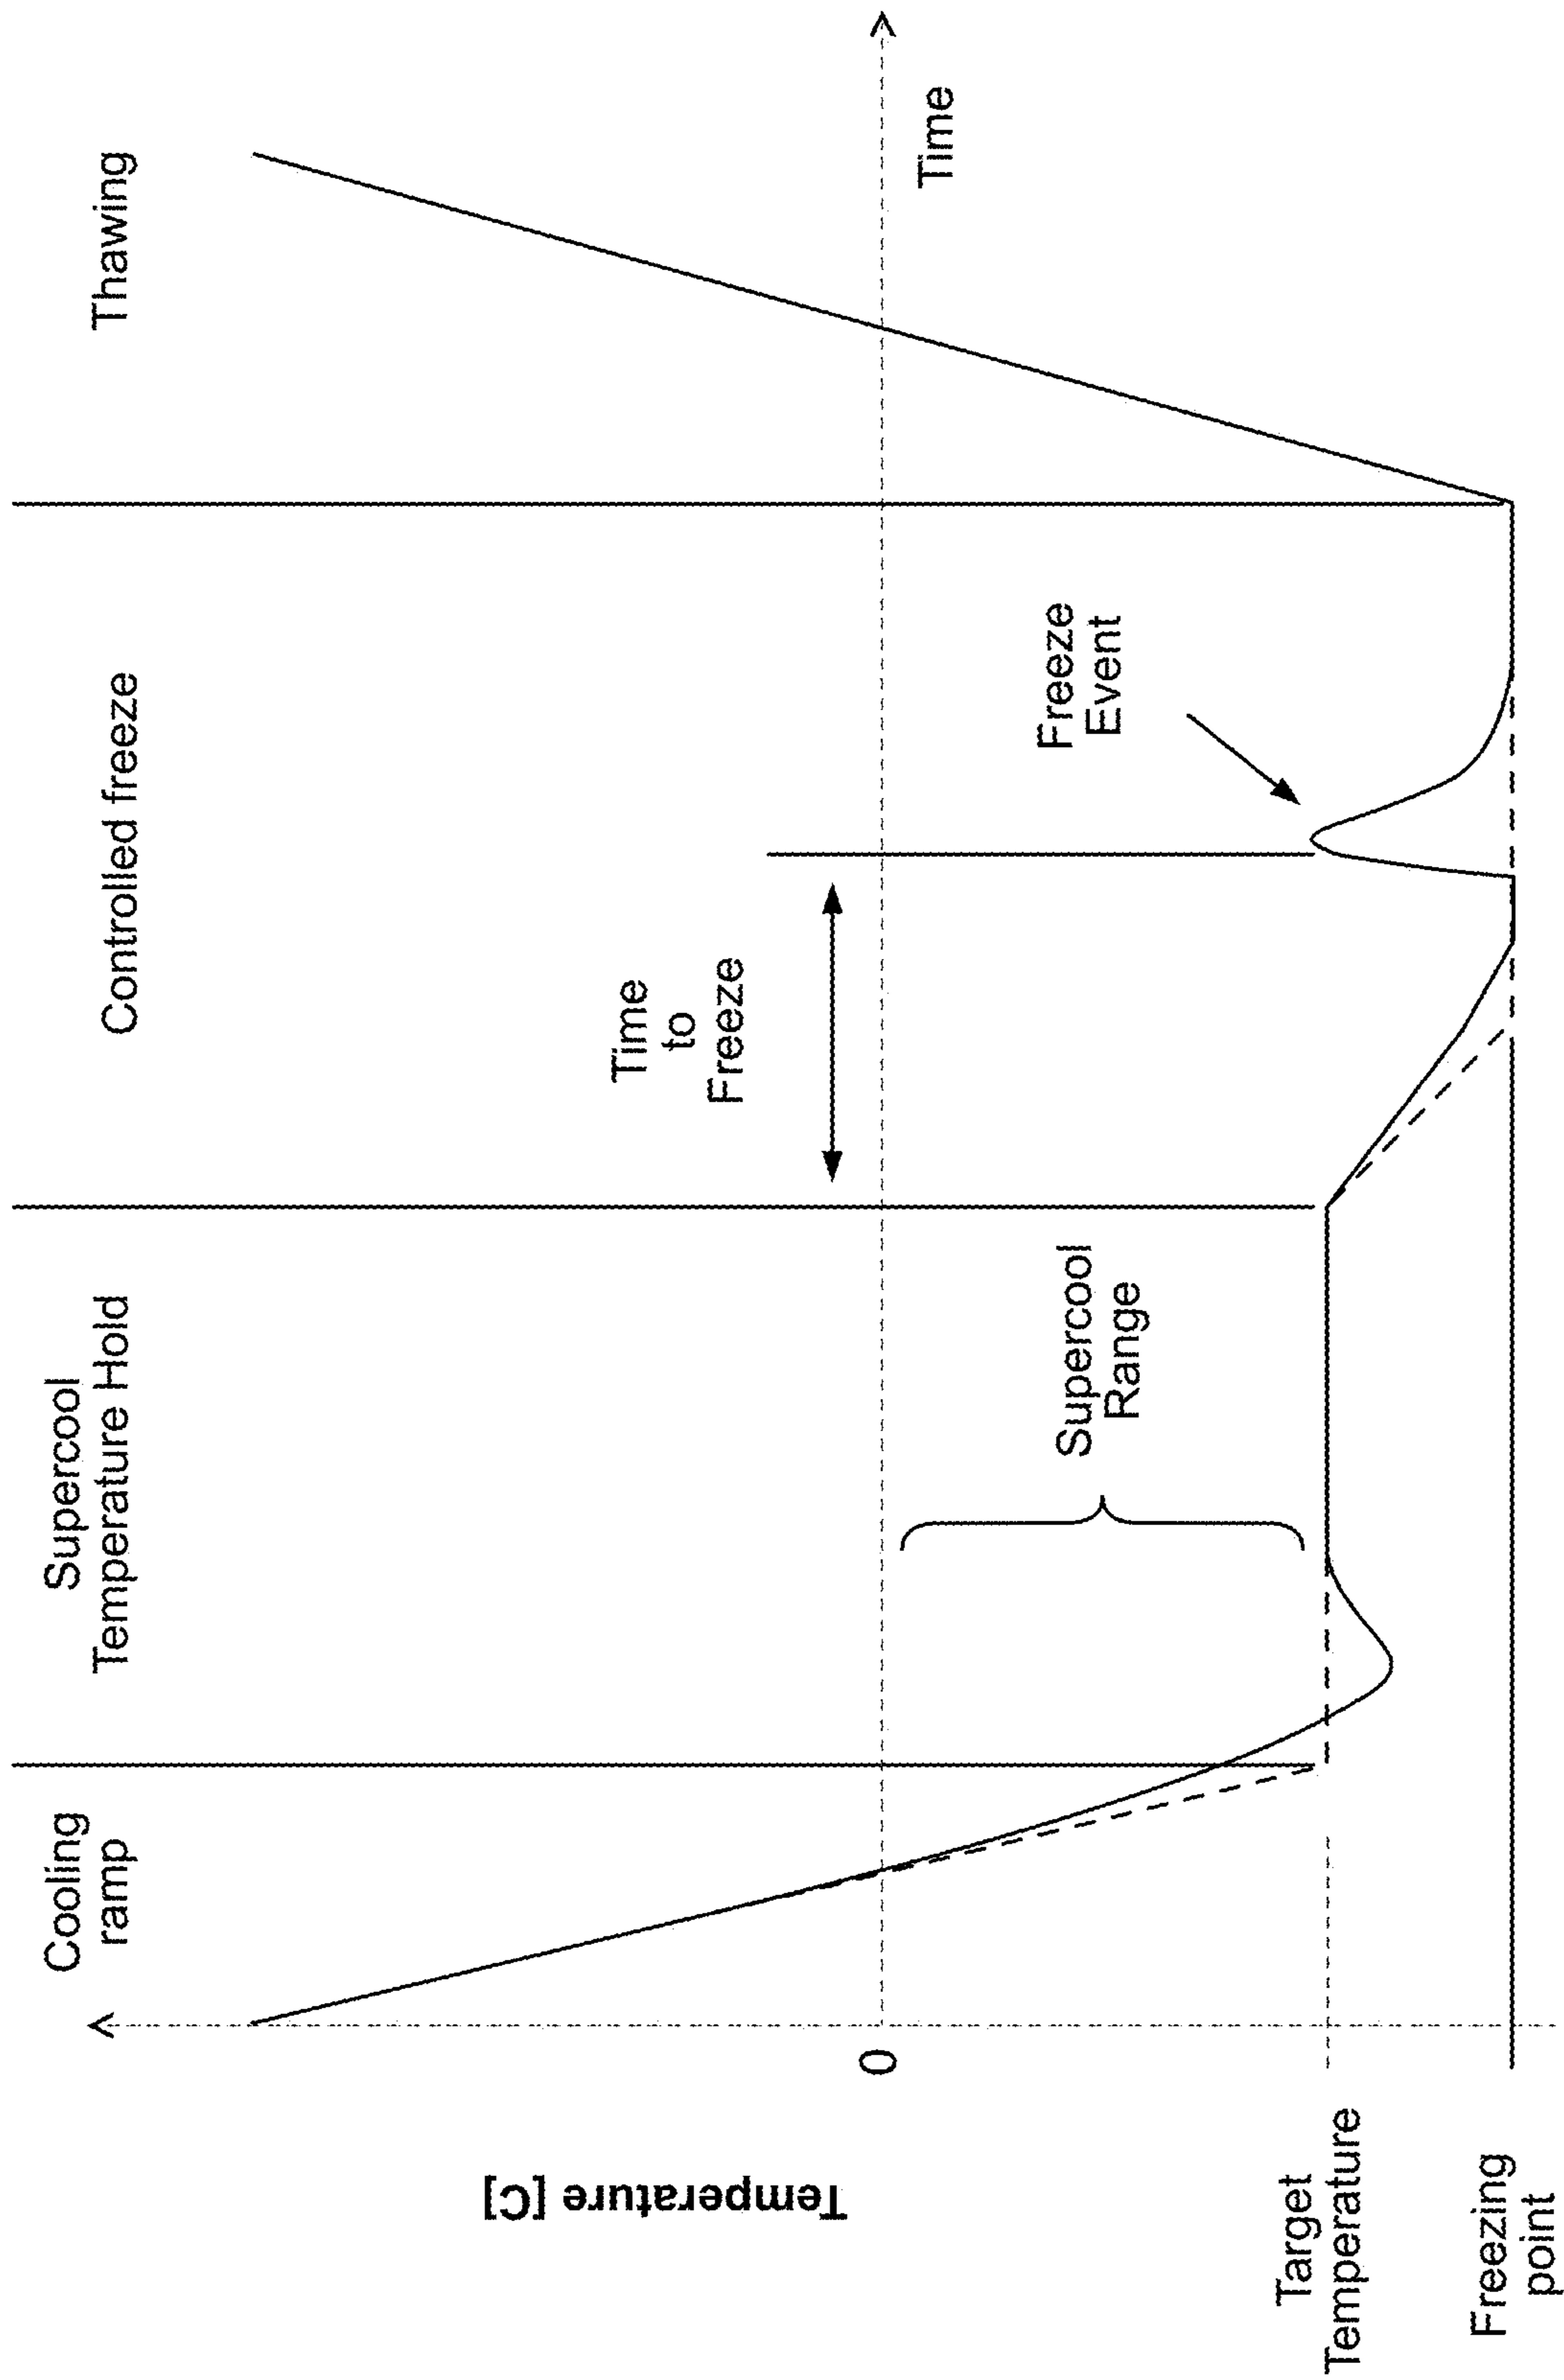 Cooling
ramp
Supercool
Temperature Hold
Controlled freeze
Thawing
Temperature [C]
0
Time
to
Freeze
Time
Supercool
Range
Freeze
Event
Target
Temperature
Freezing
point